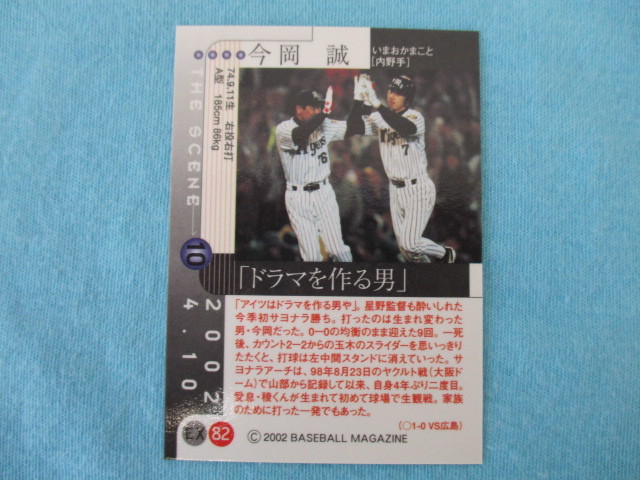 今岡 誠
いまおかまこと
[内野手]
'74.9.11生 右投右打
A型 185cm 86kg
THE SCENE
10
2002
4.10
「ドラマを作る男」
「アイツはドラマを作る男や」。星野監督も酔いしれた
今季初サヨナラ勝ち。打ったのは生まれ変わった
男・今岡だった。0―0の均衡のまま迎えた9回。一死
後、カウント2―2からの玉木のスライダーを思いっきり
たたくと、打球は左中間スタンドに消えていった。サ
ヨナラアーチは、98年8月23日のヤクルト戦(大阪ド
ーム)で山部から記録して以来、自身4年ぶり二度目。
愛息・稜くんが生まれて初めて球場で生観戦。家族
のために打った一発でもあった。
(○1-0 VS広島)
EX 82
© 2002 BASEBALL MAGAZINE